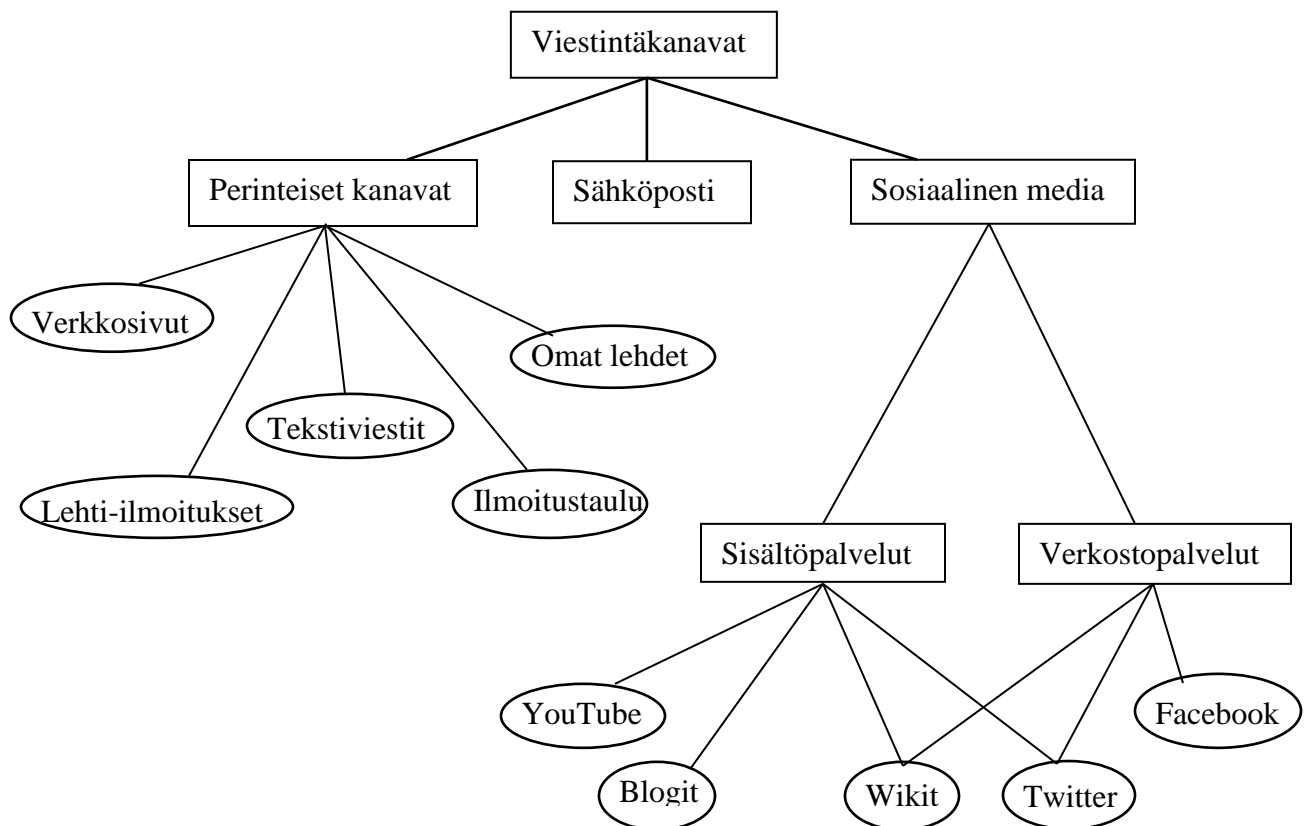 Viestintäkanavat
Perinteiset kanavat
Sähköposti
Sosiaalinen media
Verkkosivut
Omat lehdet
Tekstiviestit
Lehti-ilmoitukset
Ilmoitustaulu
Sisältöpalvelut
Verkostopalvelut
YouTube
Facebook
Blogit
Wikit
Twitter